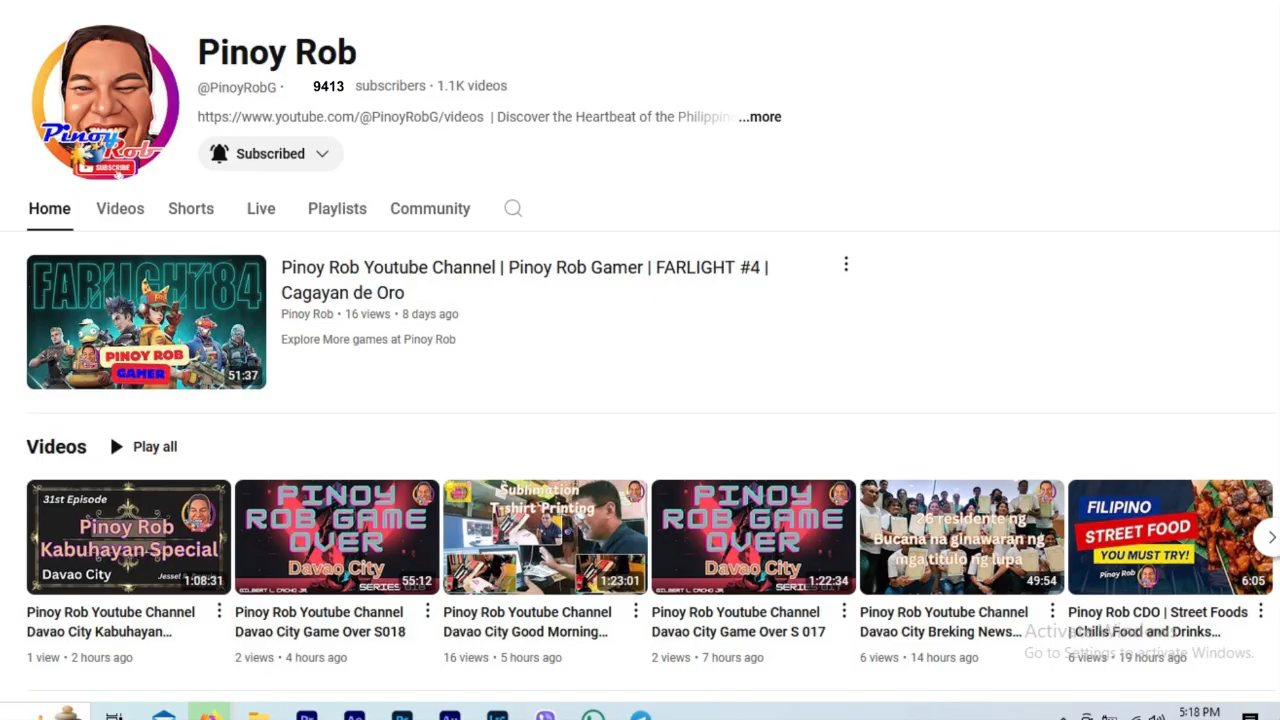 Pinoy Rob
@PinoyRobG · 9413 subscribers · 1.1K videos
https://www.youtube.com/@PinoyRobG/videos | Discover the Heartbeat of the Philippin ...more
Pinoy
Rob
SUBSCRIBE
Subscribed
Home Videos Shorts Live Playlists Community
FARLIGHT84
PINOY ROB
GAMER
51:37
Pinoy Rob Youtube Channel | Pinoy Rob Gamer | FARLIGHT #4 |
Cagayan de Oro
Pinoy Rob • 16 views • 8 days ago
Explore More games at Pinoy Rob
Videos Play all
31st Episode
Pinoy Rob
Kabuhayan Special
Davao City
1:08:31
Pinoy Rob Youtube Channel
Davao City Kabuhayan...
1 view • 2 hours ago
PINOY
ROB GAME
OVER
Davao City
55:12
GILBERT L. CACHO JR.
Pinoy Rob Youtube Channel
Davao City Game Over S018
2 views • 4 hours ago
Sublimation
T-shirt Printing
1:23:01
Pinoy Rob Youtube Channel
Davao City Good Morning...
16 views • 5 hours ago
PINOY
ROB GAME
OVER
Davao City
1:22:34
GILBERT L. CACHO JR.
Pinoy Rob Youtube Channel
Davao City Game Over S 017
2 views • 7 hours ago
26 residente ng
Bucana na ginawaran ng
mga titulo ng lupa
49:54
Pinoy Rob Youtube Channel
Davao City Breking News...
6 views • 14 hours ago
FILIPINO
STREET FOOD
YOU MUST TRY!
Pinoy Rob
6:05
Pinoy Rob CDO | Street Foods
| Chills Food and Drinks...
6 views • 19 hours ago
Activate Windows
Go to Settings to activate Windows.
5:18 PM